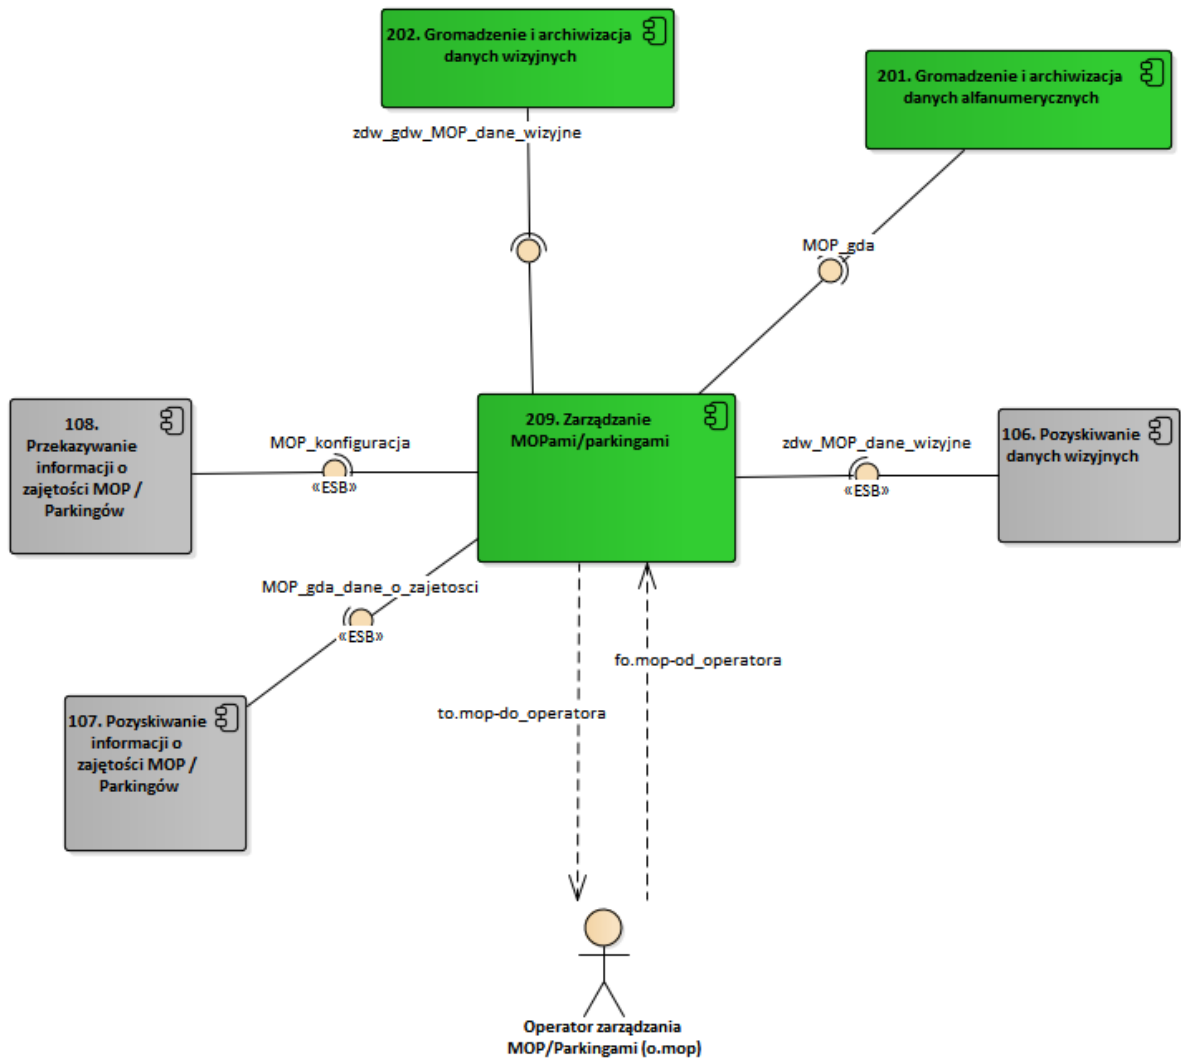 202. Gromadzenie i archiwizacja
danych wizyjnych
201. Gromadzenie i archiwizacja
danych alfanumerycznych
zdw_gdw_MOP_dane_wizyjne
MOP_gda
108.
Przekazywanie
informacji o
zajętości MOP /
Parkingów
MOP_konfiguracja
«ESB»
209. Zarządzanie
MOPami/parkingami
zdw_MOP_dane_wizyjne
«ESB»
106. Pozyskiwanie
danych wizyjnych
MOP_gda_dane_o_zajetosci
«ESB»
107. Pozyskiwanie
informacji o
zajętości MOP /
Parkingów
fo.mop-od_operatora
to.mop-do_operatora
Operator zarządzania
MOP/Parkingami (o.mop)